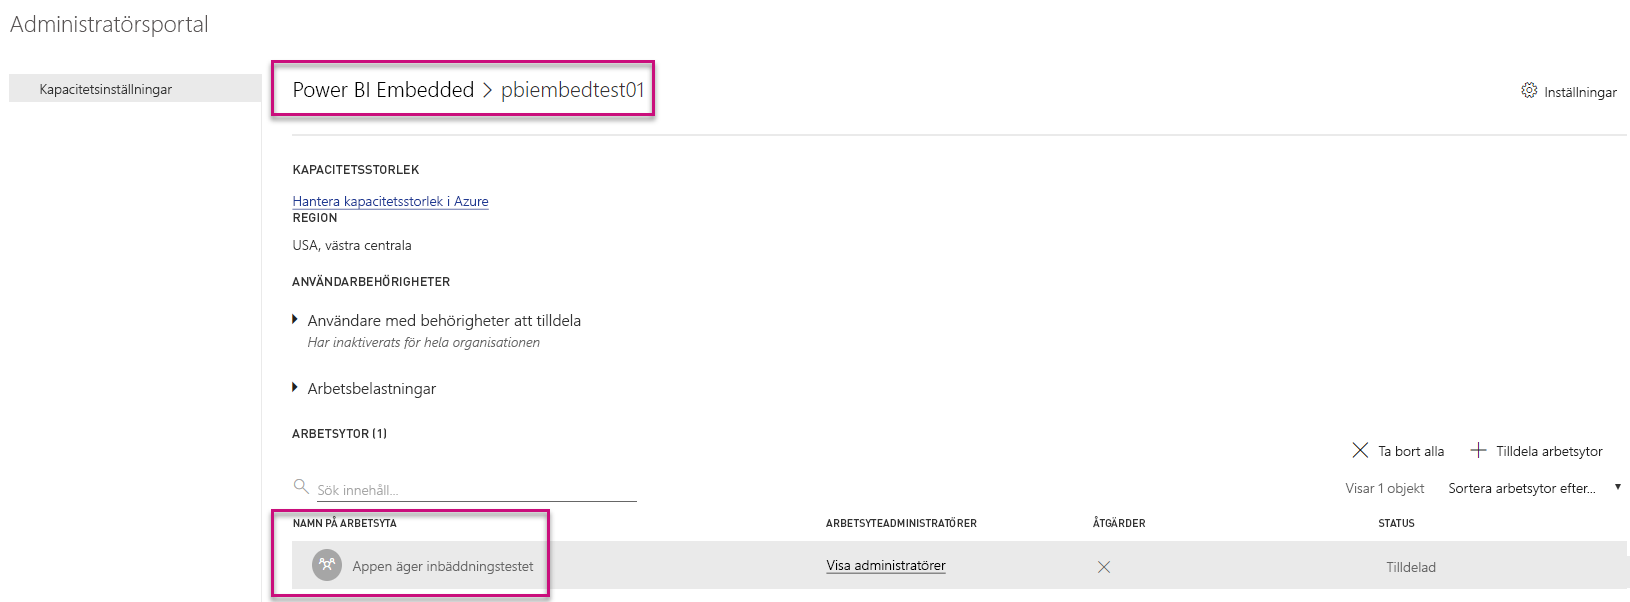 Administratörsportal
Kapacitetsinställningar
Power BI Embedded > pbiembedtest01
Inställningar
KAPACITETSSTORLEK
Hantera kapacitetsstorlek i Azure
REGION
USA, västra centrala
ANVÄNDARBEHÖRIGHETER
Användare med behörigheter att tilldela
Har inaktiverats för hela organisationen
Arbetsbelastningar
ARBETSYTOR (1)
Ta bort alla
Tilldela arbetsytor
Sök innehåll...
Visar 1 objekt
Sortera arbetsytor efter...
NAMN PÅ ARBETSYTA
ARBETSYTEADMINISTRATÖRER
ÅTGÄRDER
STATUS
Appen äger inbäddningstestet
Visa administratörer
Tilldelad